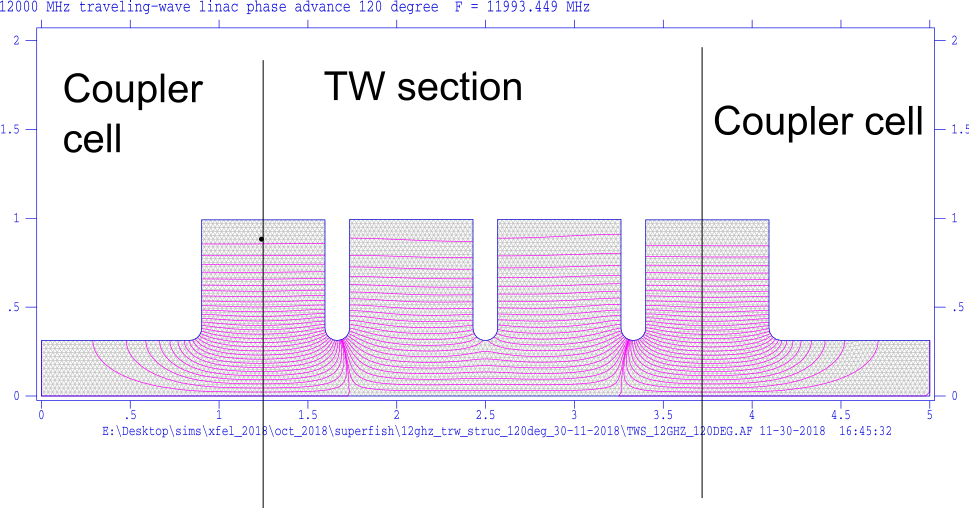 12000 MHz traveling-wave linac phase advance 120 degree F = 11993.449 MHz
2 2
Coupler
cell
TW section
Coupler cell
1.5 1.5
1 1
.5 .5
0 0
0 .5 1 1.5 2 2.5 3 3.5 4 4.5 5
E:\Desktop\sims\xfel_2018\oct_2018\superfish\12ghz_trw_struc_120deg_30-11-2018\TWS_12GHZ_120DEG.AF 11-30-2018 16:45:32